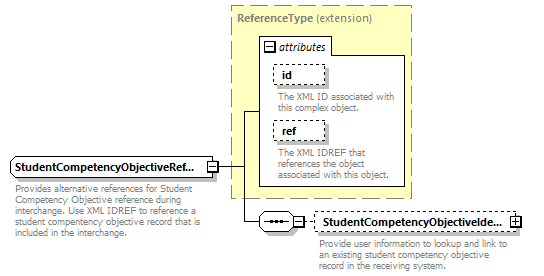 ReferenceType (extension)
attributes
id
The XML ID associated with
this complex object.
ref
The XML IDREF that
references the object
associated with this object.
StudentCompetencyObjectiveRef...
Provides alternative references for Student
Competency Objective reference during
interchange. Use XML IDREF to reference a
student compentency objective record that is
included in the interchange.
StudentCompetencyObjectiveIde...
Provide user information to lookup and link to
an existing student competency objective
record in the receiving system.